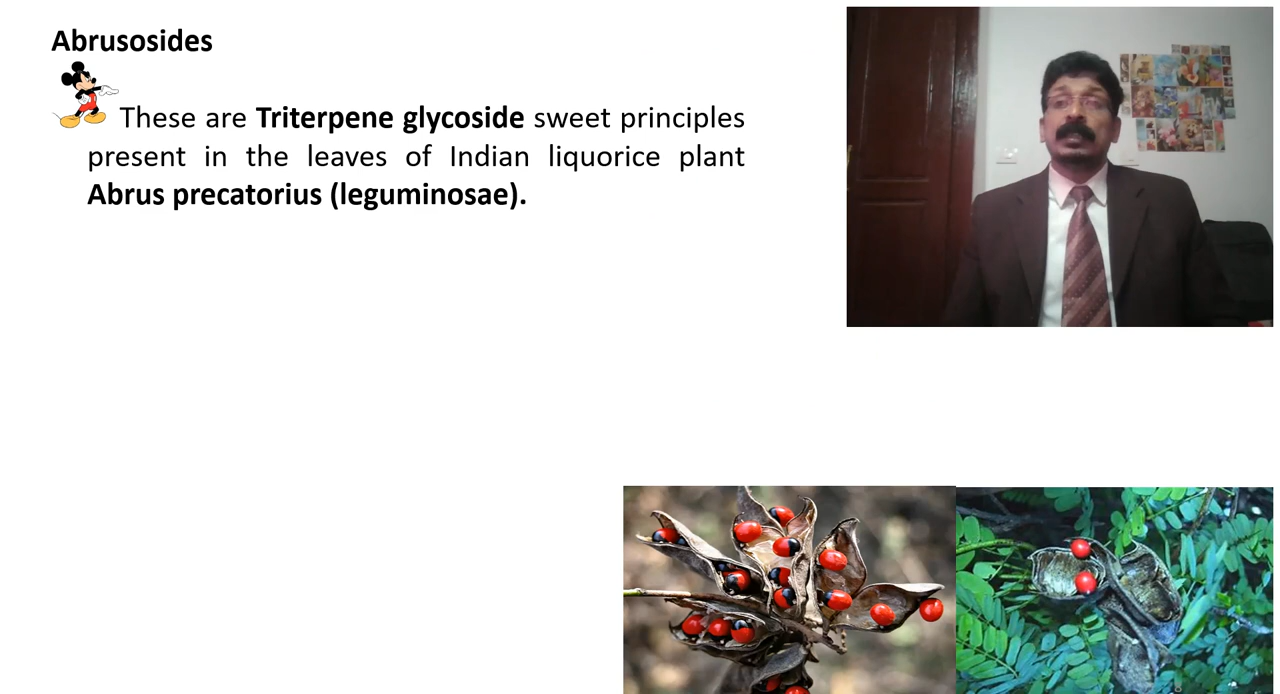 Abrusosides
These are Triterpene glycoside sweet principles
present in the leaves of Indian liquorice plant
Abrus precatorius (leguminosae).